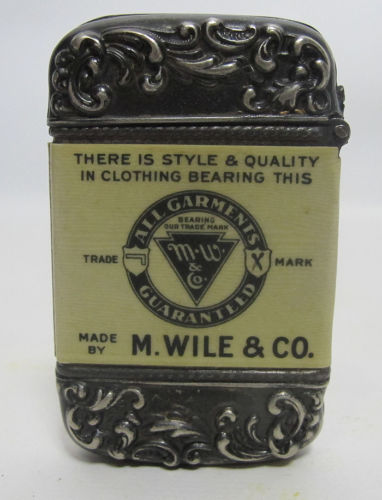 THERE IS STYLE & QUALITY
IN CLOTHING BEARING THIS
ALL GARMENTS
BEARING
OUR TRADE MARK
M.W.
& Co.
TRADE MARK
GUARANTEED
MADE BY M. WILE & CO.